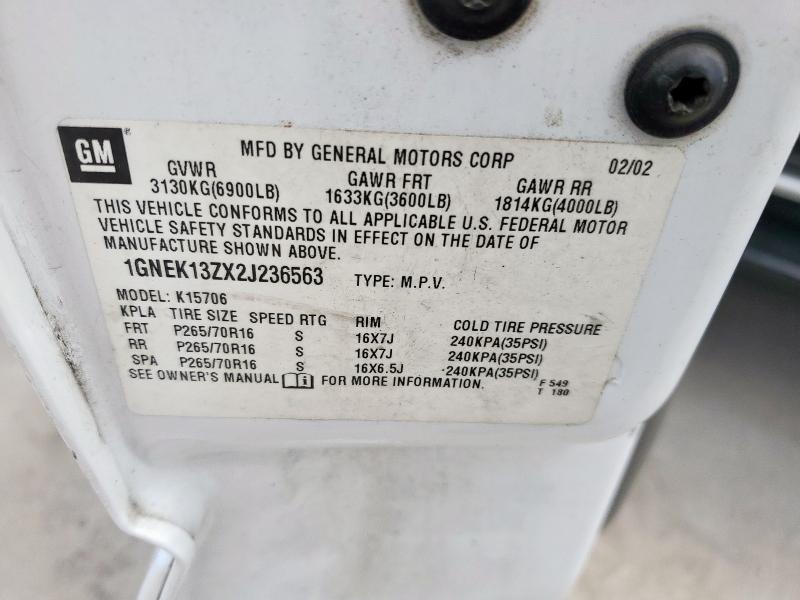 GM ®
MFD BY GENERAL MOTORS CORP 02/02
GVWR GAWR FRT GAWR RR
3130KG(6900LB) 1633KG(3600LB) 1814KG(4000LB)
THIS VEHICLE CONFORMS TO ALL APPLICABLE U.S. FEDERAL MOTOR
VEHICLE SAFETY STANDARDS IN EFFECT ON THE DATE OF
MANUFACTURE SHOWN ABOVE.
1GNEK13ZX2J236563 TYPE: M.P.V.
MODEL: K15706
KPLA TIRE SIZE SPEED RTG RIM COLD TIRE PRESSURE
FRT P265/70R16 S 16X7J 240KPA(35PSI)
RR P265/70R16 S 16X7J 240KPA(35PSI)
SPA P265/70R16 S 16X6.5J 240KPA(35PSI)
SEE OWNER'S MANUAL i FOR MORE INFORMATION. F 549
T 180